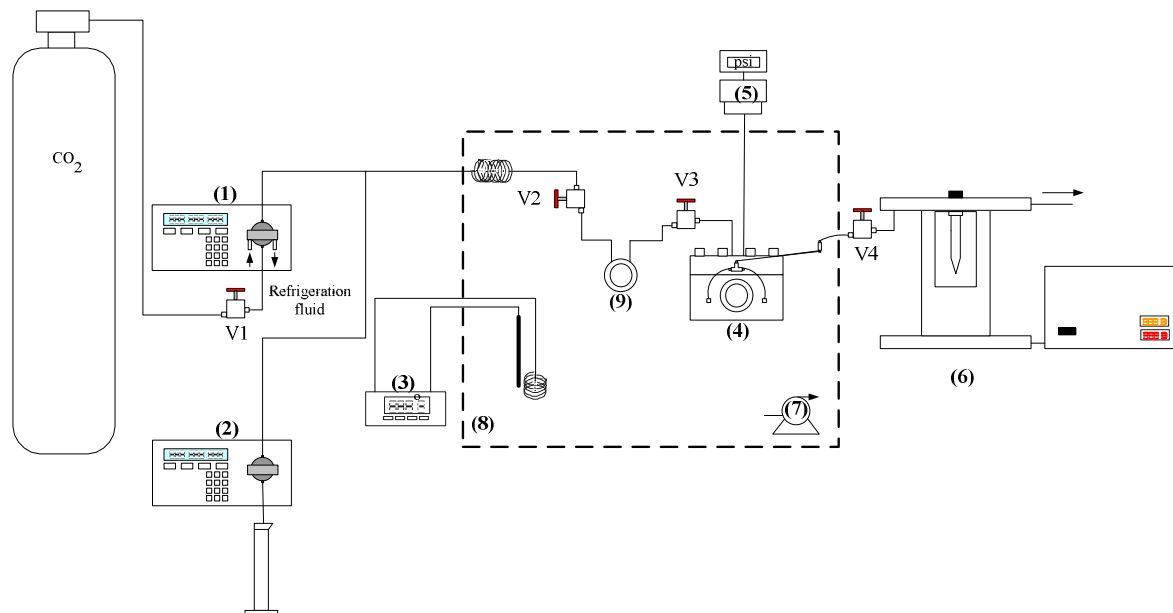 psi
(5)
CO2
(1)
V2
V3
V4
Refrigeration
fluid
V1
(9)
(4)
(3)
(8)
(7)
(6)
(2)